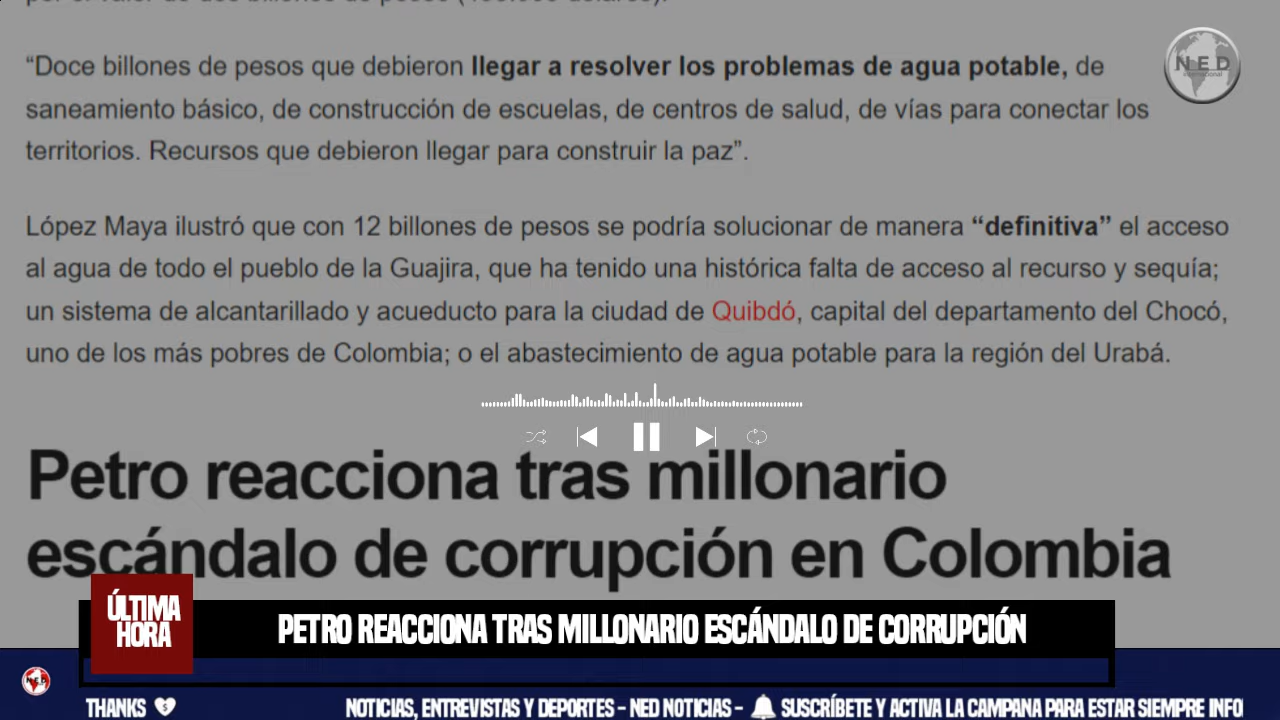 “Doce billones de pesos que debieron llegar a resolver los problemas de agua potable, de
saneamiento básico, de construcción de escuelas, de centros de salud, de vías para conectar los
territorios. Recursos que debieron llegar para construir la paz”.
López Maya ilustró que con 12 billones de pesos se podría solucionar de manera “definitiva” el acceso
al agua de todo el pueblo de la Guajira, que ha tenido una histórica falta de acceso al recurso y sequía;
un sistema de alcantarillado y acueducto para la ciudad de Quibdó, capital del departamento del Chocó,
uno de los más pobres de Colombia; o el abastecimiento de agua potable para la región del Urabá.
Petro reacciona tras millonario
escándalo de corrupción en Colombia
ÚLTIMA
HORA
PETRO REACCIONA TRAS MILLONARIO ESCÁNDALO DE CORRUPCIÓN
THANKS
NOTICIAS, ENTREVISTAS Y DEPORTES - NED NOTICIAS - SUSCRÍBETE Y ACTIVA LA CAMPANA PARA ESTAR SIEMPRE INFO
NED
international
NED